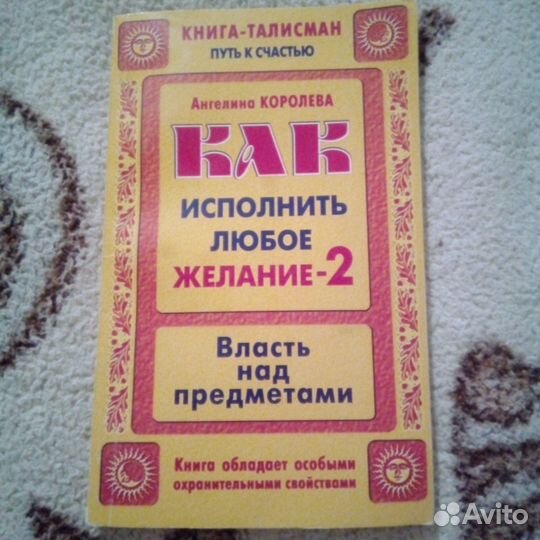 КНИГА-ТАЛИСМАН
ПУТЬ К СЧАСТЬЮ
Ангелина КОРОЛЕВА
КАК
ИСПОЛНИТЬ
ЛЮБОЕ
ЖЕЛАНИЕ-2
Власть
над
предметами
Книга обладает особыми
охранительными свойствами
Avito